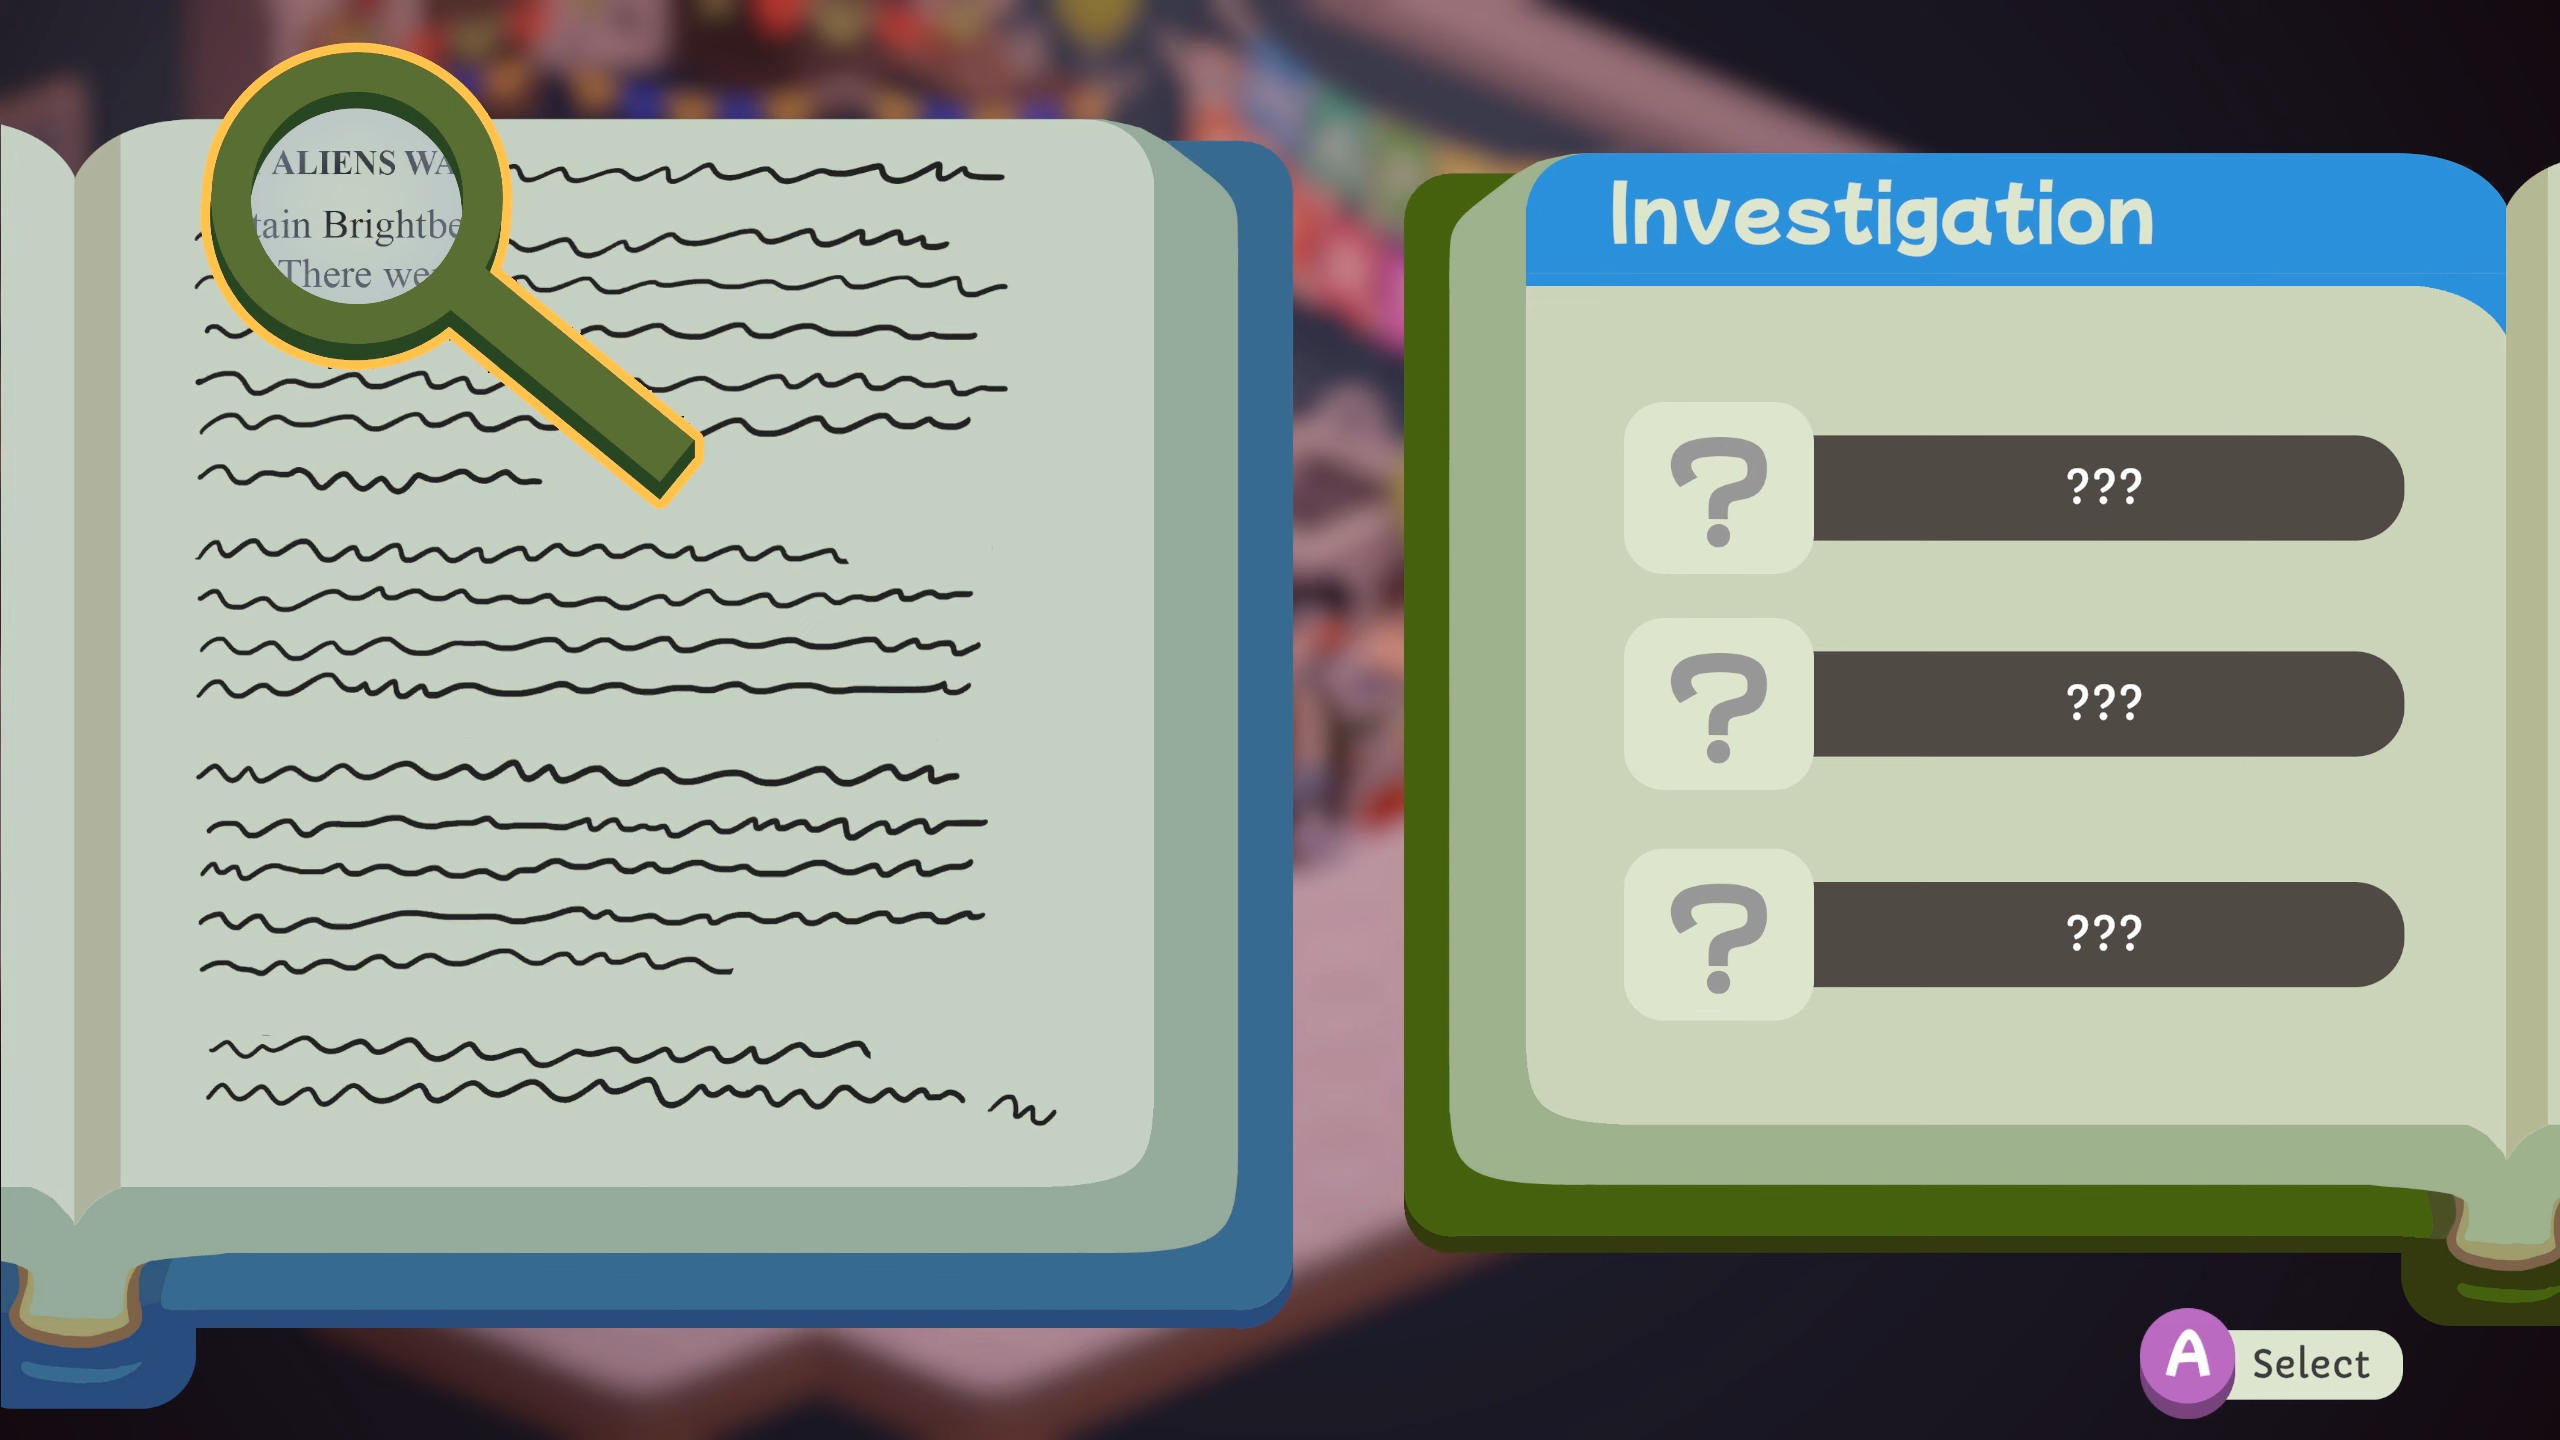 ALIENS WA
tain Brightbe
There we
Investigation
???
???
???
A Select